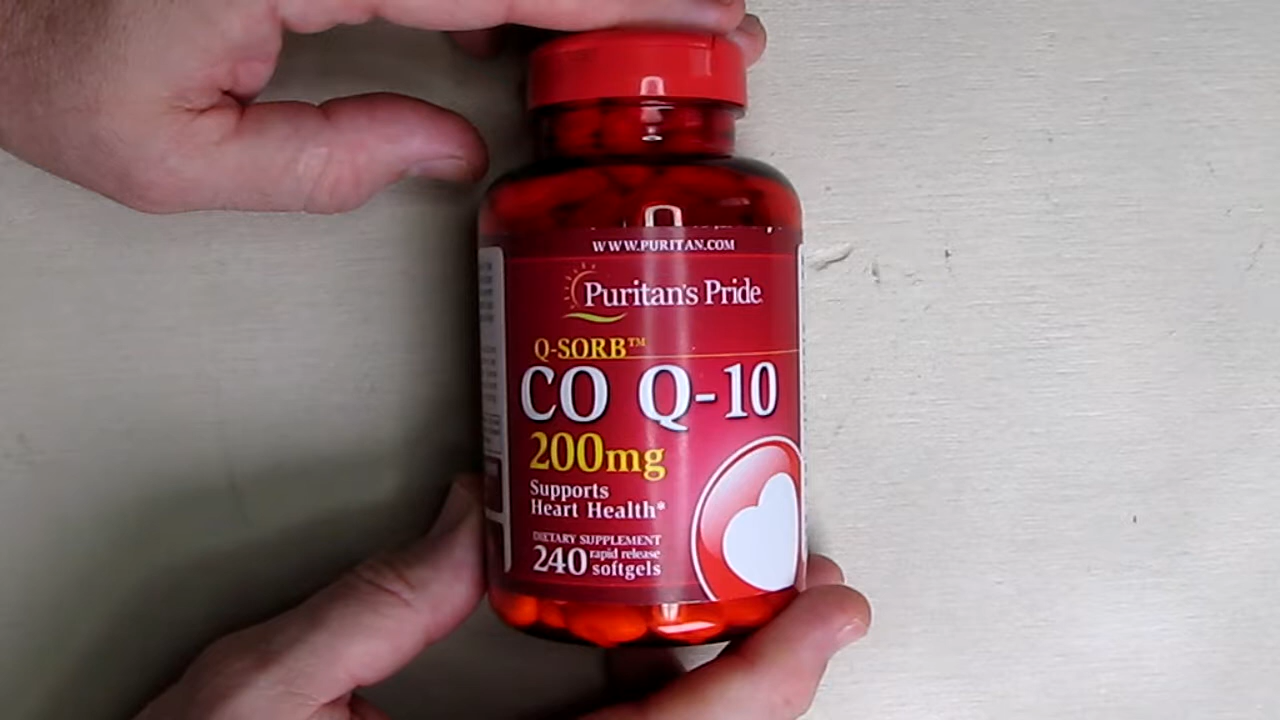 WWW.PURITAN.COM
Puritan's Pride
Q-SORB™
CO Q-10
200mg
Supports
Heart Health*
DIETARY SUPPLEMENT
240 rapid release
softgels